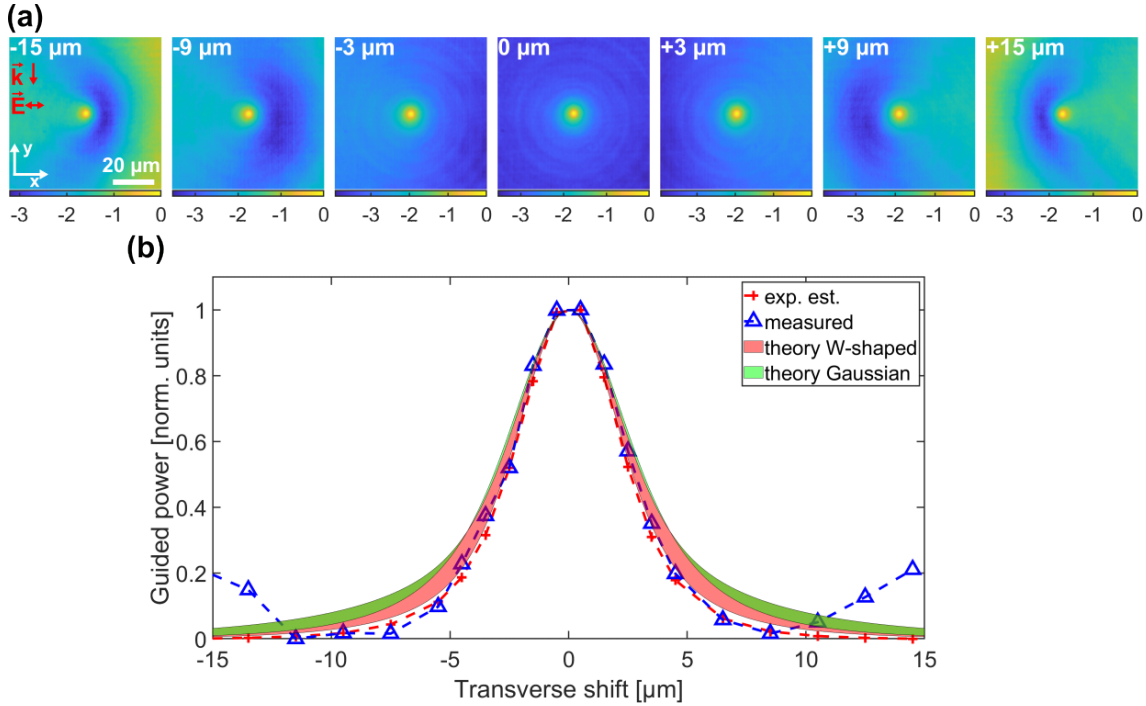 (a)
-15 µm -9 µm -3 µm 0 µm +3 µm +9 µm +15 µm
k
E
y
x
20 µm
-3 -2 -1 0 -3 -2 -1 0 -3 -2 -1 0 -3 -2 -1 0 -3 -2 -1 0 -3 -2 -1 0 -3 -2 -1 0
(b)
Guided power [norm. units]
1
0.8
0.6
0.4
0.2
0
exp. est.
measured
theory W-shaped
theory Gaussian
-15 -10 -5 0 5 10 15
Transverse shift [µm]